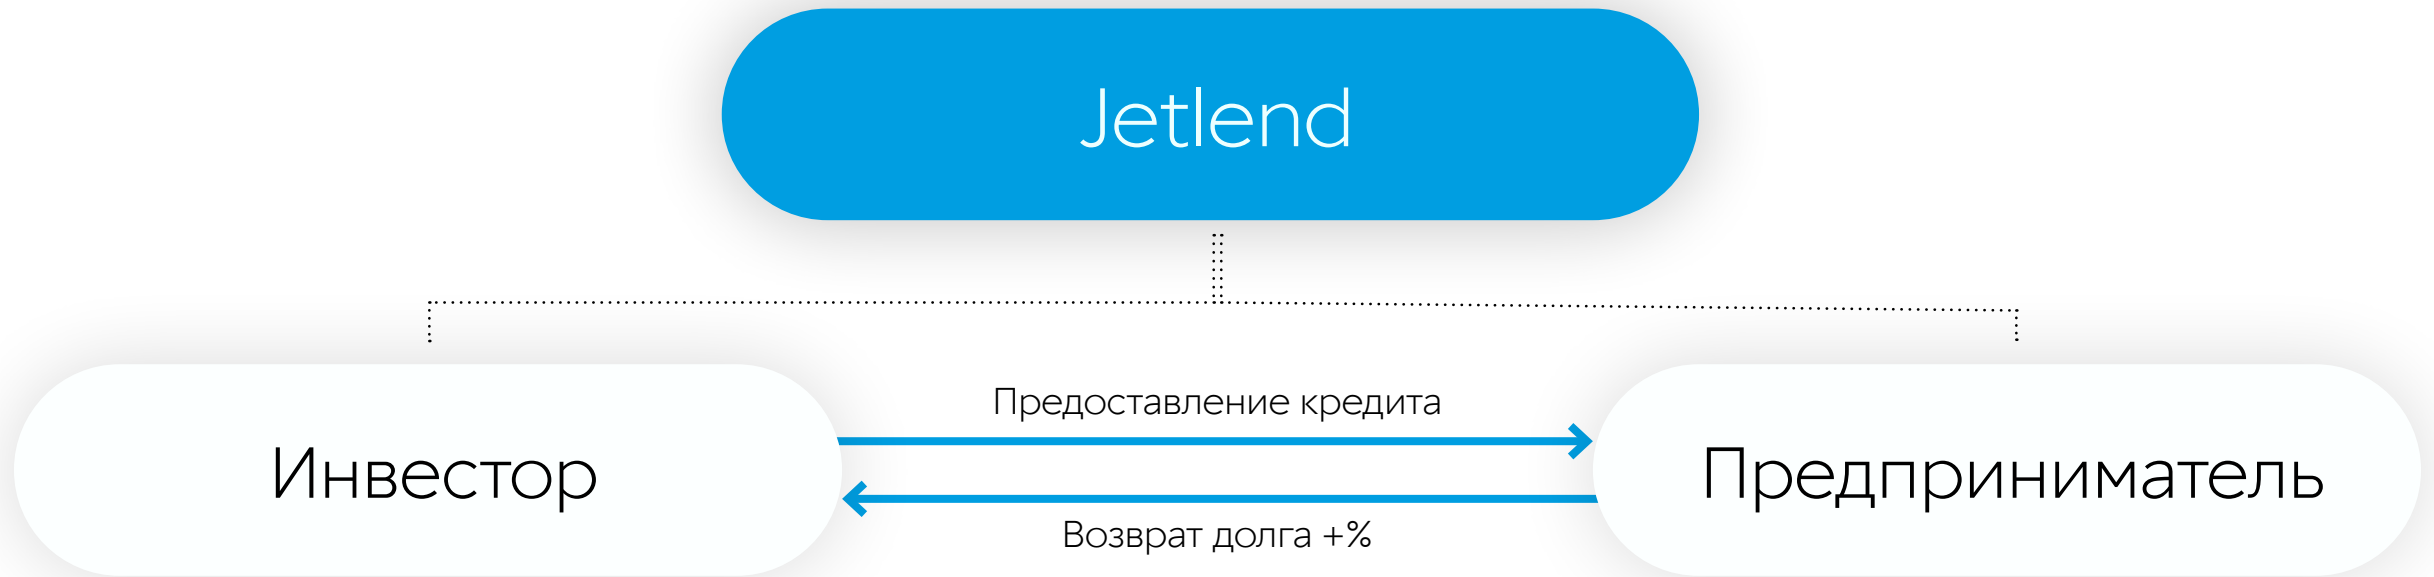 Jetlend
Предоставление кредита
Инвестор
Предприниматель
Возврат долга +%